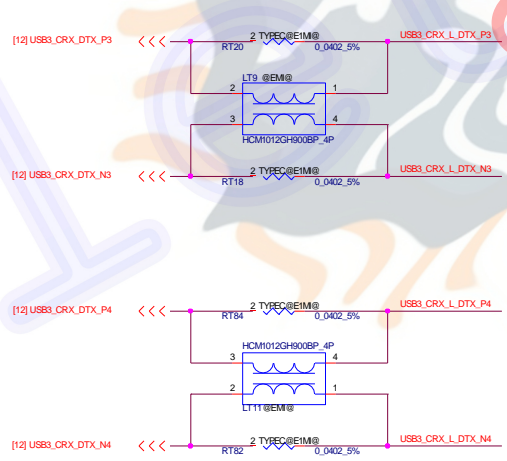 [12] USB3_CRX_DTX_P3
2 TYPEC@EMI@
USB3_CRX_L_DTX_P3
RT20
0_0402_5%
LT9 @EMI@
2 1
3 4
HCM1012GH900BP_4P
[12] USB3_CRX_DTX_N3
2 TYPEC@EMI@
USB3_CRX_L_DTX_N3
RT18
0_0402_5%
[12] USB3_CRX_DTX_P4
2 TYPEC@EMI@
USB3_CRX_L_DTX_P4
RT84
0_0402_5%
HCM1012GH900BP_4P
3 4
2 1
LT11 @EMI@
[12] USB3_CRX_DTX_N4
2 TYPEC@EMI@
USB3_CRX_L_DTX_N4
RT82
0_0402_5%